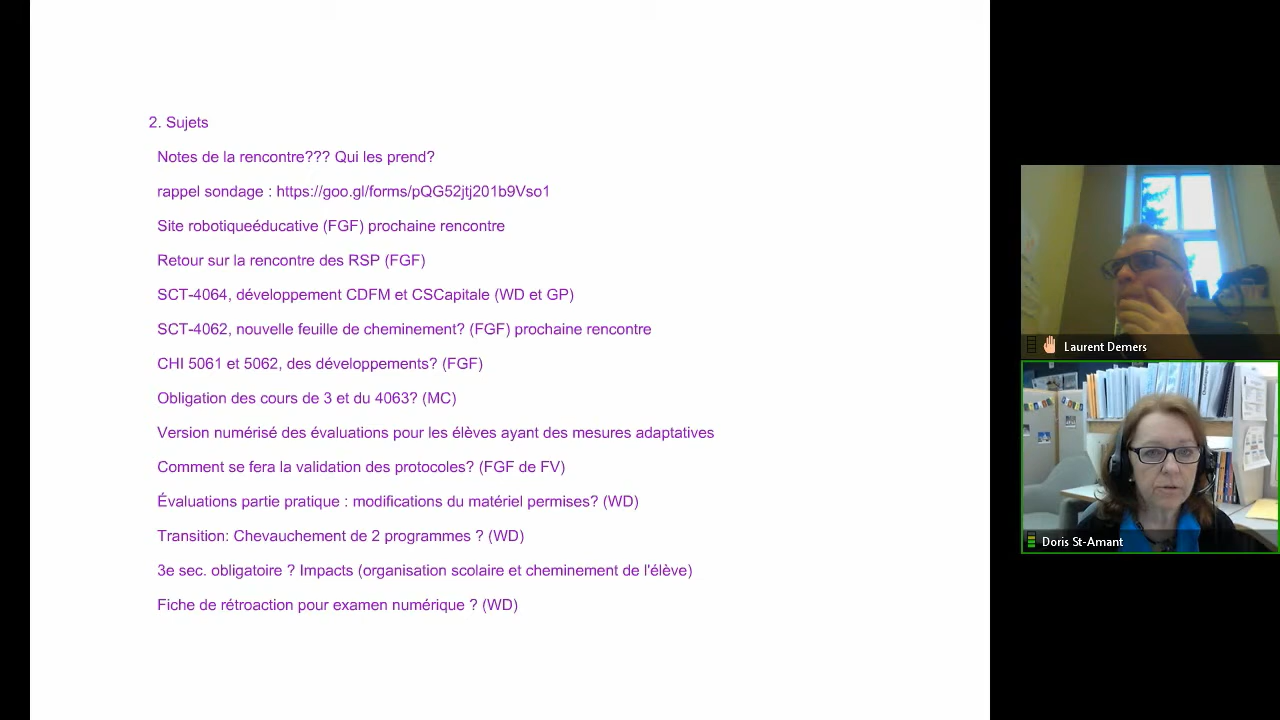 2. Sujets
Notes de la rencontre??? Qui les prend?
rappel sondage : https://goo.gl/forms/pQG52jtj201b9Vso1
Site robotiqueéducative (FGF) prochaine rencontre
Retour sur la rencontre des RSP (FGF)
SCT-4064, développement CDFM et CSCapitale (WD et GP)
SCT-4062, nouvelle feuille de cheminement? (FGF) prochaine rencontre
CHI 5061 et 5062, des développements? (FGF)
Obligation des cours de 3 et du 4063? (MC)
Version numérisé des évaluations pour les élèves ayant des mesures adaptatives
Comment se fera la validation des protocoles? (FGF de FV)
Évaluations partie pratique : modifications du matériel permises? (WD)
Transition: Chevauchement de 2 programmes ? (WD)
3e sec. obligatoire ? Impacts (organisation scolaire et cheminement de l'élève)
Fiche de rétroaction pour examen numérique ? (WD)
Laurent Demers
Doris St-Amant